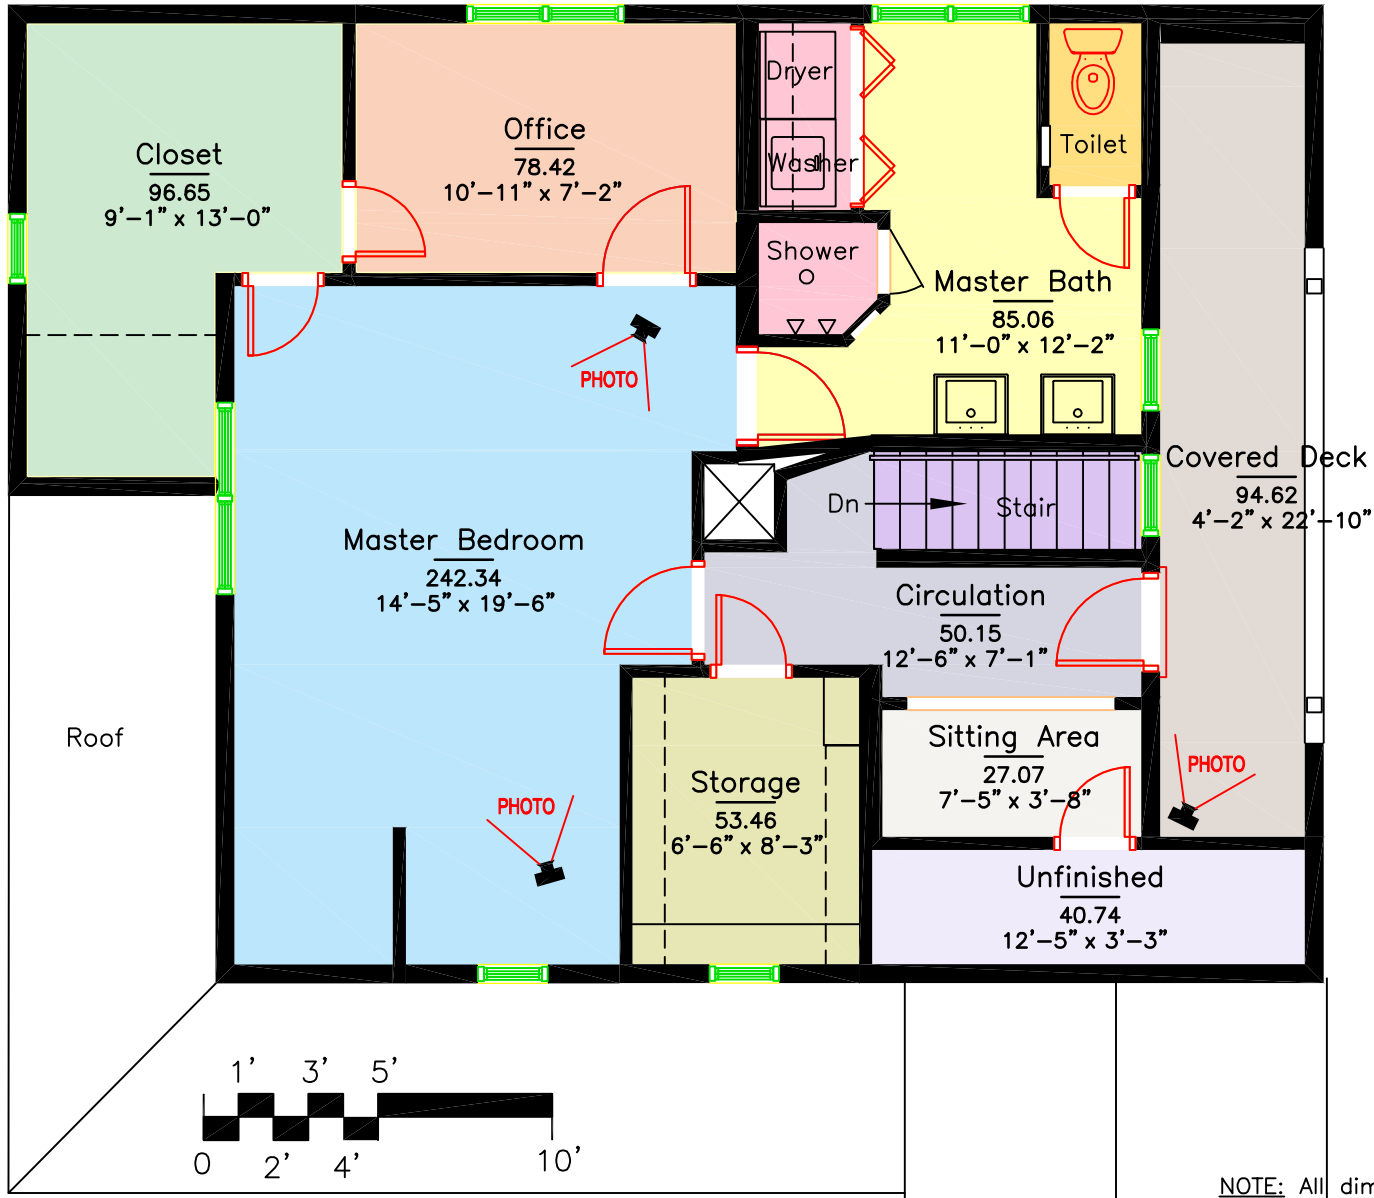 Closet
96.65
9'-1" x 13'-0"
Office
78.42
10'-11" x 7'-2"
Dryer
Washer
Toilet
Shower
Master Bath
85.06
11'-0" x 12'-2"
PHOTO
Covered Deck
94.62
4'-2" x 22'-10"
Dn
Stair
Master Bedroom
242.34
14'-5" x 19'-6"
Circulation
50.15
12'-6" x 7'-1"
Roof
Sitting Area
27.07
7'-5" x 3'-8"
PHOTO
Storage
53.46
6'-6" x 8'-3"
PHOTO
Unfinished
40.74
12'-5" x 3'-3"
1' 3' 5'
0 2' 4' 10'
NOTE: All dim